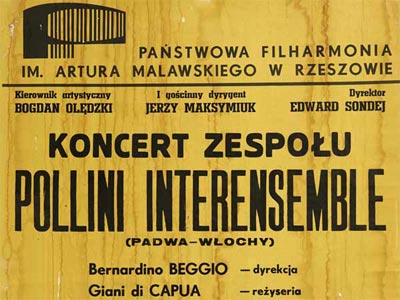 PAŃSTWOWA FILHARMONIA
IM. ARTURA MALAWSKIEGO W RZESZOWIE
Kierownik artystyczny I gościnny dyrygent Dyrektor
BOGDAN OLĘDZKI JERZY MAKSYMIUK EDWARD SONDEJ
KONCERT ZESPOŁU
POLLINI INTERENSEMBLE
(PADWA—WŁOCHY)
Bernardino BEGGIO — dyrekcja
Giani di CAPUA — reżyseria